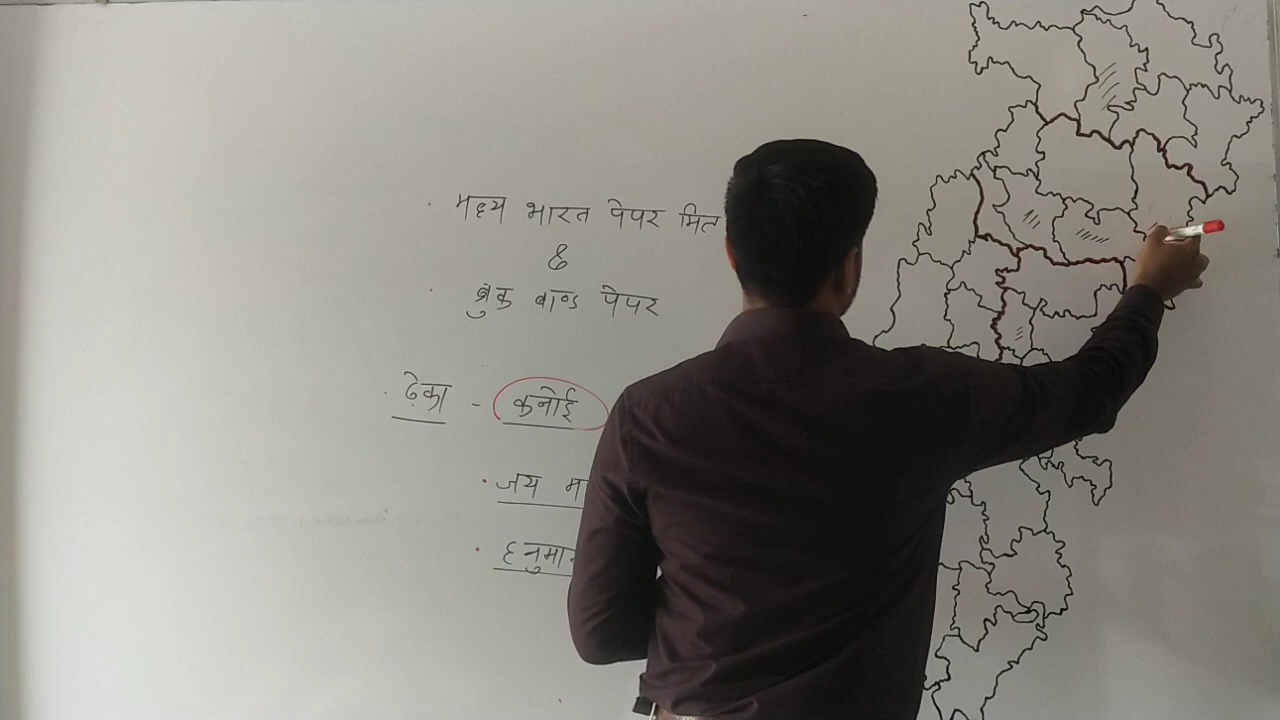 . मध्य भारत पेपर मिल
&
. ब्रुक बाण्ड पेपर
. ढेका - कनोई
. जय म
. हनुमान